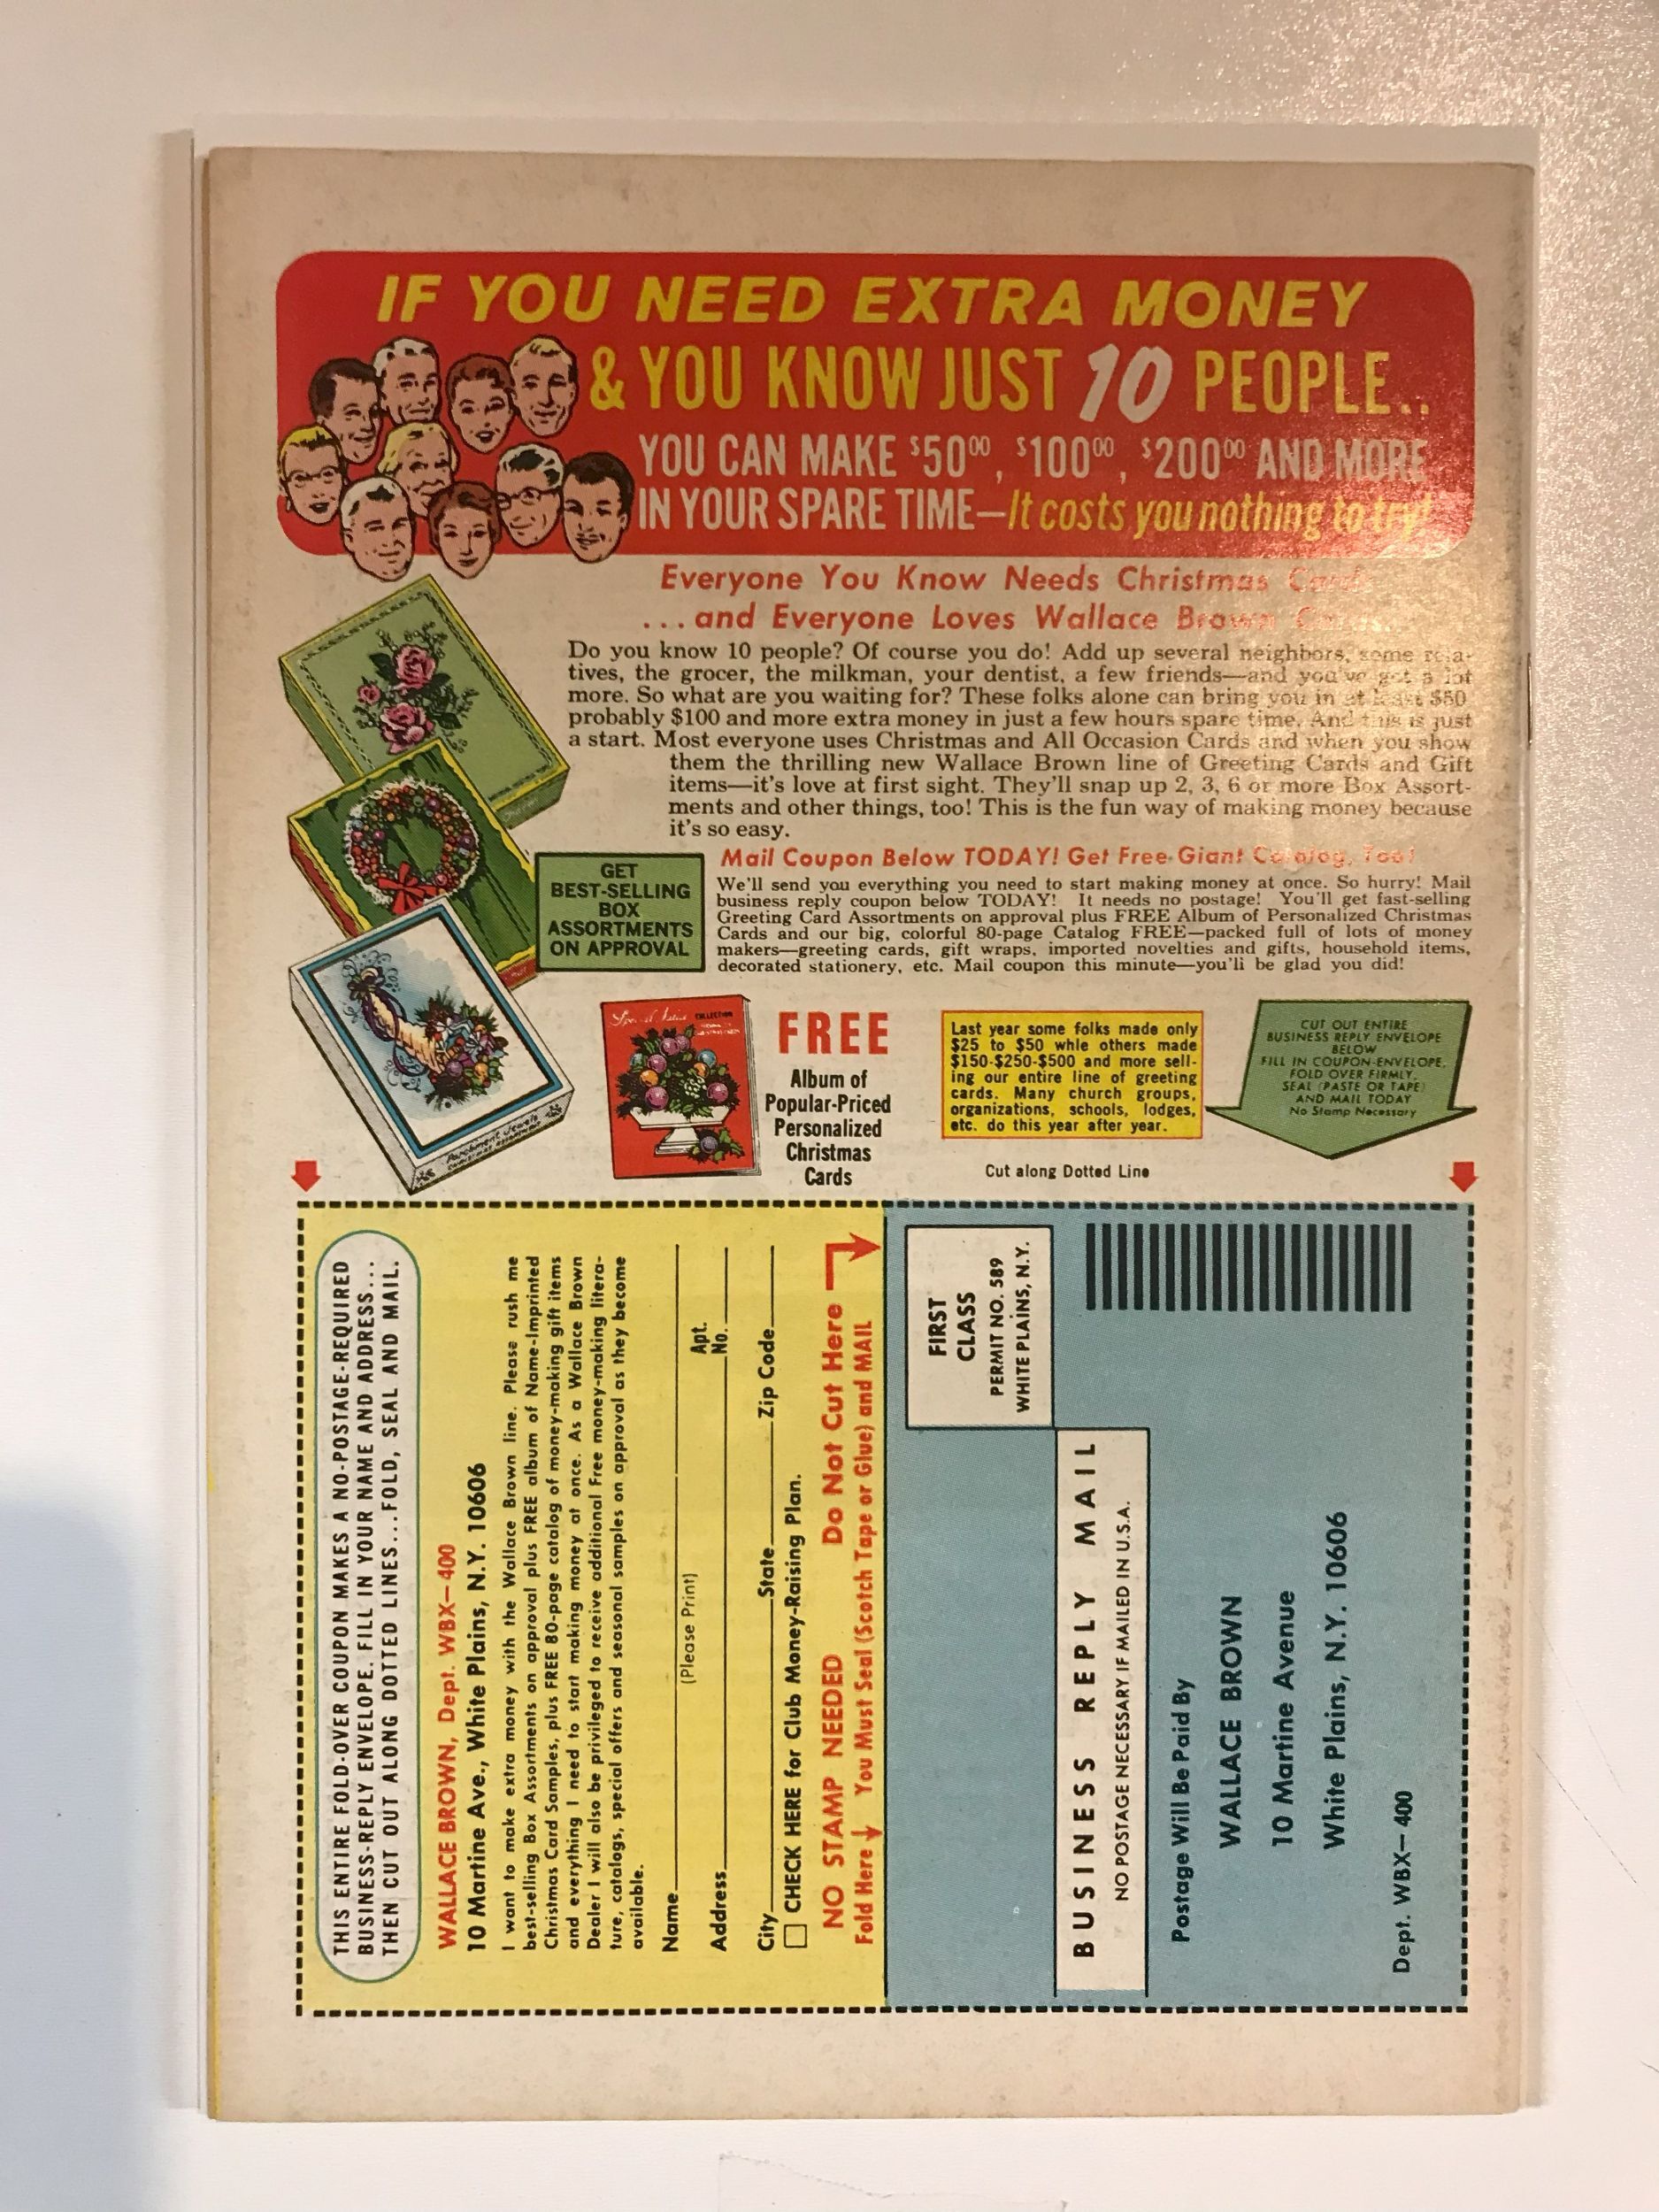 IF YOU NEED EXTRA MONEY
& YOU KNOW JUST 10 PEOPLE..
YOU CAN MAKE $50⁰⁰, $100⁰⁰, $200⁰⁰ AND MORE
IN YOUR SPARE TIME—It costs you nothing to try!
Everyone You Know Needs Christmas Cards
...and Everyone Loves Wallace Brown Cards...
Do you know 10 people? Of course you do! Add up several neighbors, some rela-
tives, the grocer, the milkman, your dentist, a few friends—and you've got a lot
more. So what are you waiting for? These folks alone can bring you in at least $50
probably $100 and more extra money in just a few hours spare time. And this is just
a start. Most everyone uses Christmas and All Occasion Cards and when you show
them the thrilling new Wallace Brown line of Greeting Cards and Gift
items—it's love at first sight. They'll snap up 2, 3, 6 or more Box Assort-
ments and other things, too! This is the fun way of making money because
it's so easy.
GET
BEST-SELLING
BOX
ASSORTMENTS
ON APPROVAL
Mail Coupon Below TODAY! Get Free Giant Catalog, Too!
We'll send you everything you need to start making money at once. So hurry! Mail
business reply coupon below TODAY! It needs no postage! You'll get fast-selling
Greeting Card Assortments on approval plus FREE Album of Personalized Christmas
Cards and our big, colorful 80-page Catalog FREE—packed full of lots of money
makers—greeting cards, gift wraps, imported novelties and gifts, household items,
decorated stationery, etc. Mail coupon this minute—you'll be glad you did!
Parchment Jewels
COLLECTION
FREE
Album of
Popular-Priced
Personalized
Christmas
Cards
Last year some folks made only
$25 to $50 whle others made
$150-$250-$500 and more sell-
ing our entire line of greeting
cards. Many church groups,
organizations, schools, lodges,
etc. do this year after year.
CUT OUT ENTIRE
BUSINESS REPLY ENVELOPE
BELOW
FILL IN COUPON-ENVELOPE,
FOLD OVER FIRMLY,
SEAL (PASTE OR TAPE)
AND MAIL TODAY
No Stamp Necessary
Cut along Dotted Line
THIS ENTIRE FOLD-OVER COUPON MAKES A NO-POSTAGE-REQUIRED
BUSINESS-REPLY ENVELOPE. FILL IN YOUR NAME AND ADDRESS...
THEN CUT OUT ALONG DOTTED LINES...FOLD, SEAL AND MAIL.
WALLACE BROWN, Dept. WBX—400
10 Martine Ave., White Plains, N.Y. 10606
I want to make extra money with the Wallace Brown line. Please rush me
best-selling Box Assortments on approval plus FREE album of Name-Imprinted
Christmas Card Samples, plus FREE 80-page catalog of money-making gift items
and everything I need to start making money at once. As a Wallace Brown
Dealer I will also be privileged to receive additional Free money-making litera-
ture, catalogs, special offers and seasonal samples on approval as they become
available.
Name
(Please Print)
Address Apt. No.
City State Zip Code
CHECK HERE for Club Money-Raising Plan.
NO STAMP NEEDED Do Not Cut Here
Fold Here You Must Seal (Scotch Tape or Glue) and MAIL
FIRST
CLASS
PERMIT NO. 589
WHITE PLAINS, N.Y.
BUSINESS REPLY MAIL
NO POSTAGE NECESSARY IF MAILED IN U.S.A.
Postage Will Be Paid By
WALLACE BROWN
10 Martine Avenue
White Plains, N.Y. 10606
Dept. WBX—400